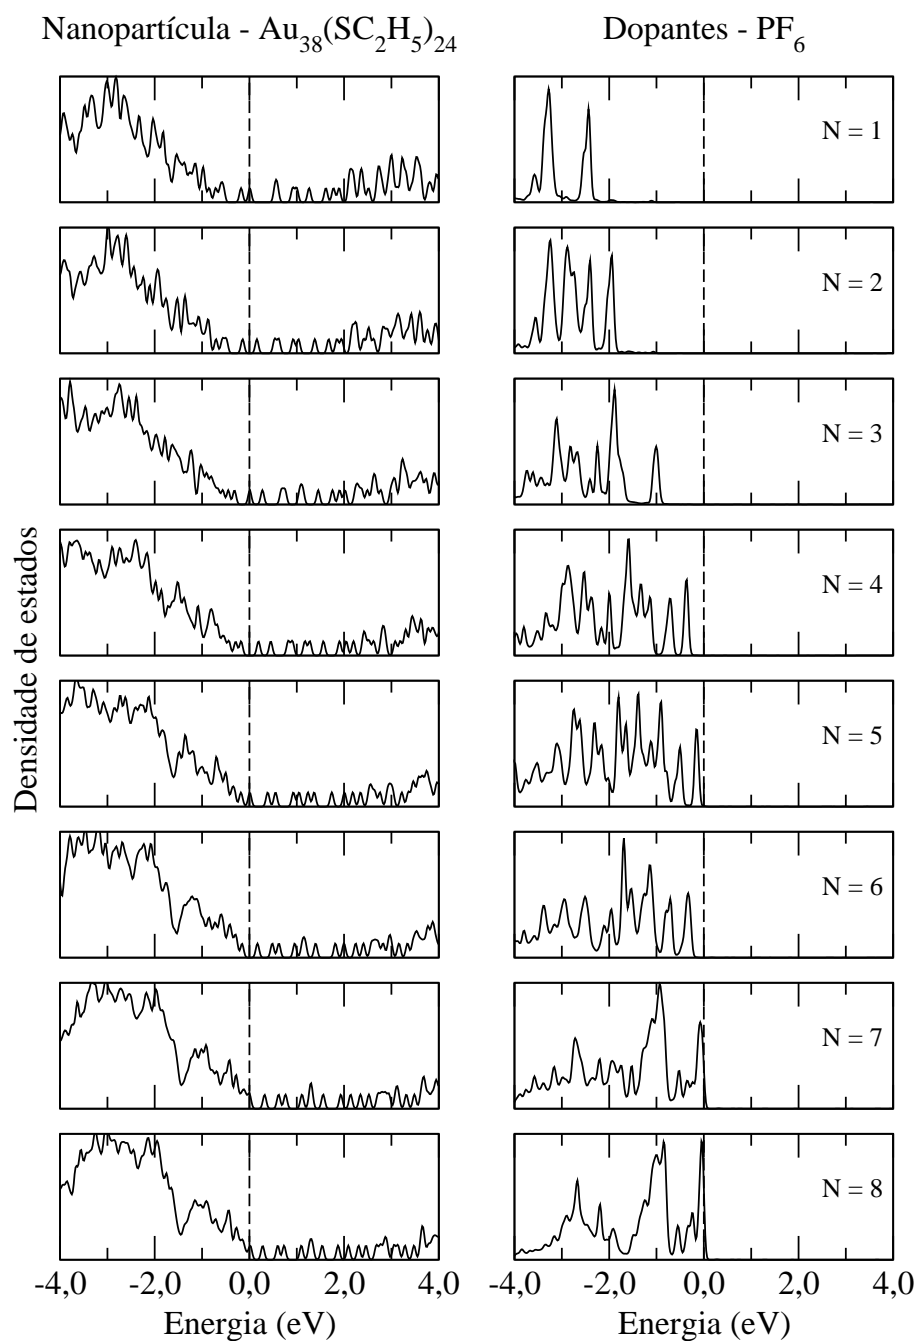 Nanopartícula - Au38(SC2H5)24
Dopantes - PF6
N = 1
N = 2
N = 3
N = 4
N = 5
N = 6
N = 7
N = 8
Densidade de estados
-4,0 -2,0 0,0 2,0 4,0
-4,0 -2,0 0,0 2,0 4,0
Energia (eV)
Energia (eV)